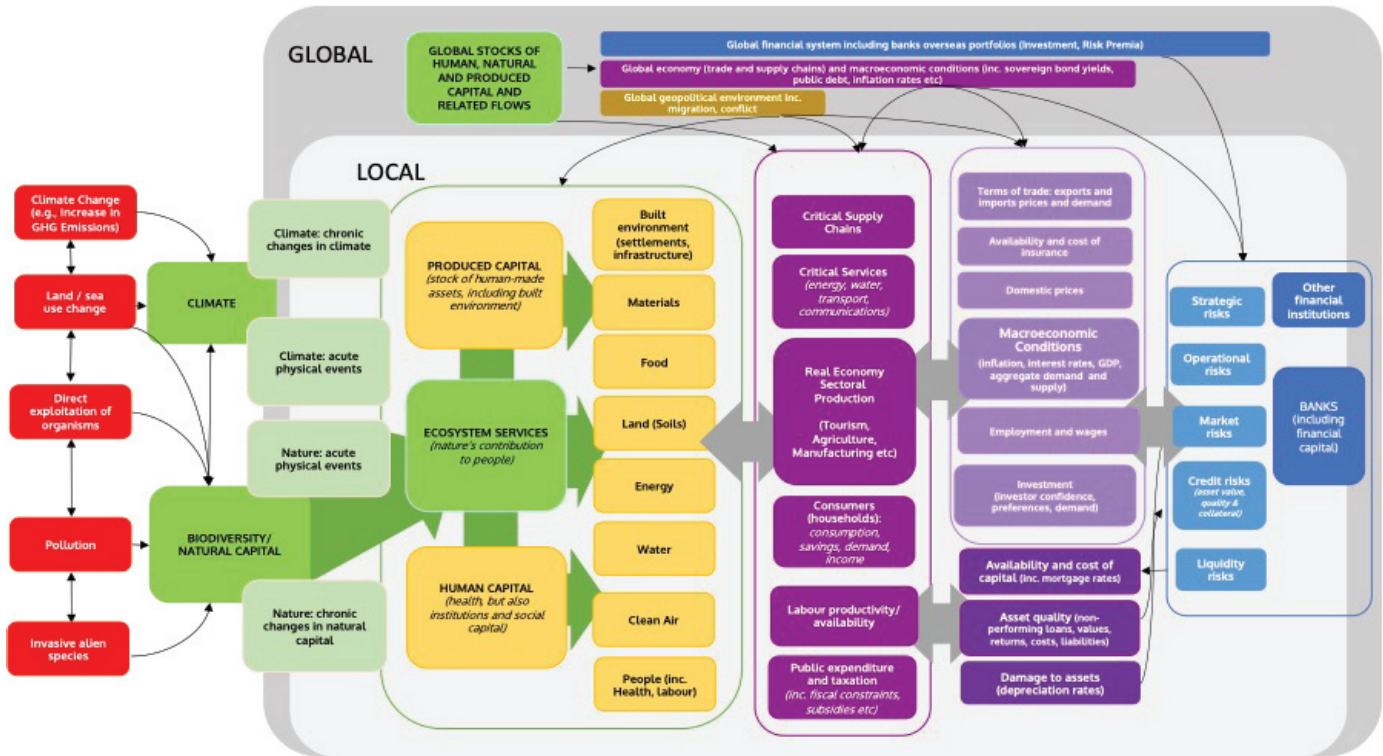 GLOBAL
GLOBAL STOCKS OF
HUMAN, NATURAL
AND PRODUCED
CAPITAL AND
RELATED FLOWS
Global financial system including banks overseas portfolios (Investment, Risk Premia)
Global economy (trade and supply chains) and macroeconomic conditions (inc. sovereign bond yields,
public debt, inflation rates etc)
Global geopolitical environment inc.
migration, conflict
LOCAL
Climate Change
(e.g., Increase in
GHG Emissions)
Land / sea
use change
Direct
exploitation of
organisms
Pollution
Invasive alien
species
CLIMATE
BIODIVERSITY/
NATURAL CAPITAL
Climate: chronic
changes in climate
Climate: acute
physical events
Nature: acute
physical events
Nature: chronic
changes in natural
capital
PRODUCED CAPITAL
(stock of human-made
assets, including built
environment)
ECOSYSTEM SERVICES
(nature's contribution
to people)
HUMAN CAPITAL
(health, but also
institutions and social
capital)
Built
environment
(settlements,
infrastructure)
Materials
Food
Land (Soils)
Energy
Water
Clean Air
People (inc.
Health, labour)
Critical Supply
Chains
Critical Services
(energy, water,
transport,
communications)
Real Economy
Sectoral
Production
(Tourism,
Agriculture,
Manufacturing etc)
Consumers
(households):
consumption,
savings, demand,
income
Labour productivity/
availability
Public expenditure
and taxation
(inc. fiscal constraints,
subsidies etc)
Terms of trade: exports and
imports prices and demand
Availability and cost of
insurance
Domestic prices
Macroeconomic
Conditions
(inflation, interest rates, GDP,
aggregate demand and
supply)
Employment and wages
Investment
(investor confidence,
preferences, demand)
Availability and cost of
capital (inc. mortgage rates)
Asset quality (non-
performing loans, values,
returns, costs, liabilities)
Damage to assets
(depreciation rates)
Strategic
risks
Operational
risks
Market
risks
Credit risks
(asset value,
quality &
collateral)
Liquidity
risks
Other
financial
institutions
BANKS
(including
financial
capital)